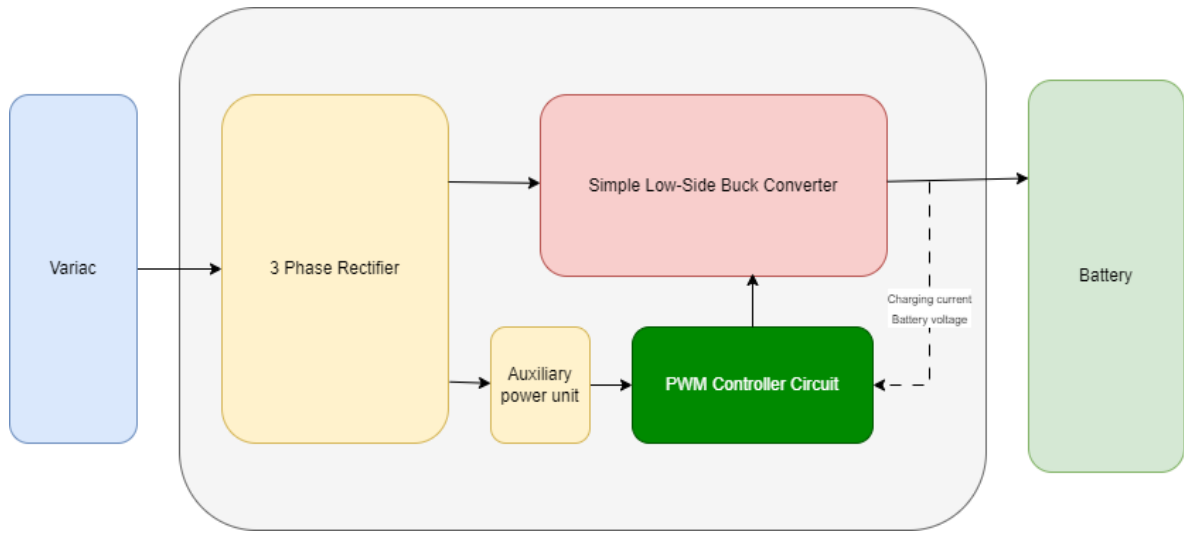 Variac
3 Phase Rectifier
Simple Low-Side Buck Converter
Auxiliary
power unit
PWM Controller Circuit
Charging current
Battery voltage
Battery